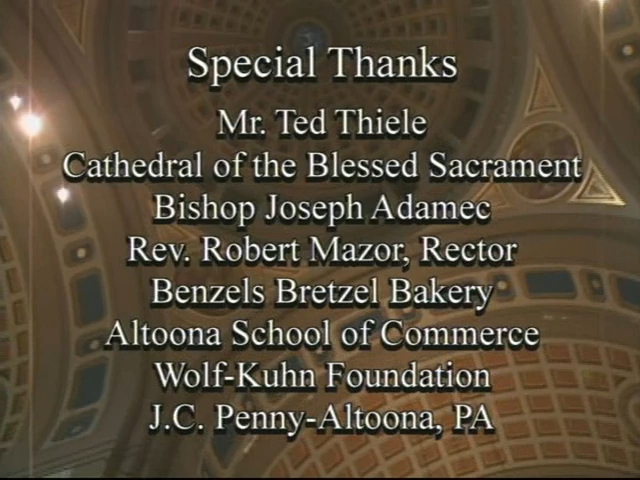 Special Thanks
Mr. Ted Thiele
Cathedral of the Blessed Sacrament
Bishop Joseph Adamec
Rev. Robert Mazor, Rector
Benzels Bretzel Bakery
Altoona School of Commerce
Wolf-Kuhn Foundation
J.C. Penny-Altoona, PA